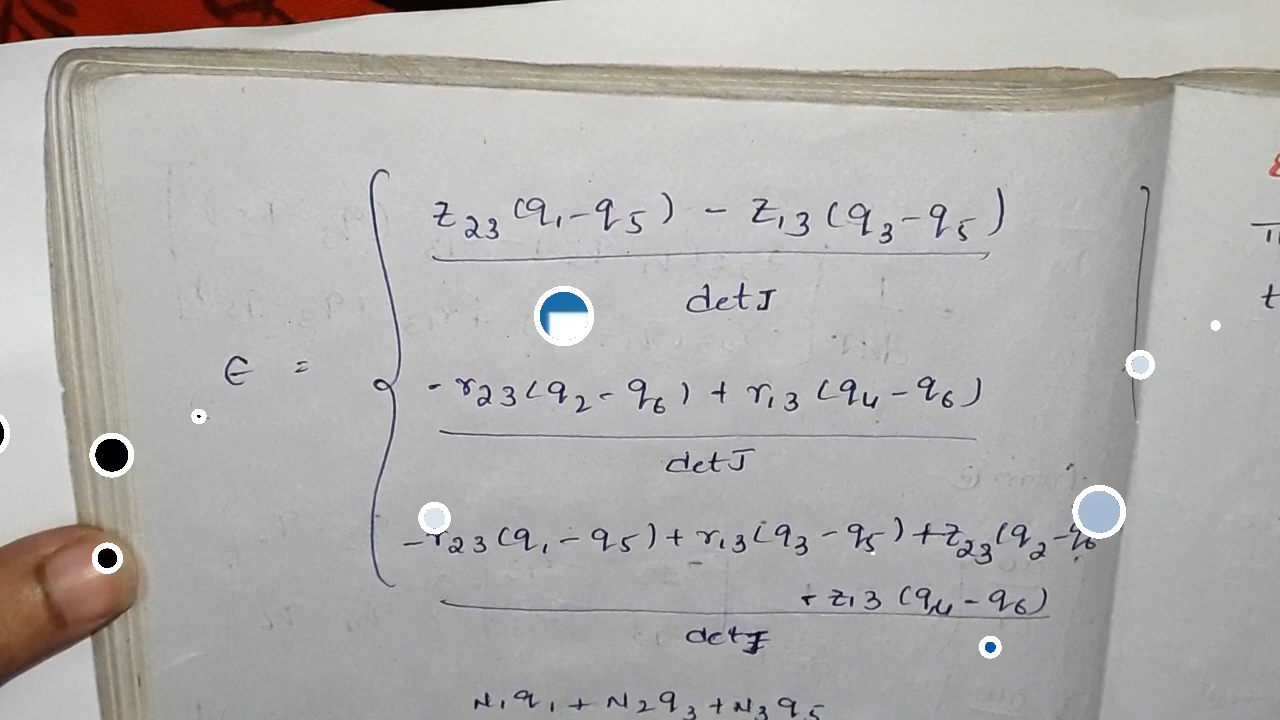 z₂₃(q₁-q₅) - z₁₃(q₃-q₅)
detJ
ϵ =
-r₂₃(q₂-q₆) + r₁₃(q₄-q₆)
detJ
-r₂₃(q₁-q₅)+r₁₃(q₃-q₅)+z₂₃(q₂-q₆
+z₁₃(q₄-q₆)
detJ
N₁q₁+N₂q₃+N₃q₅